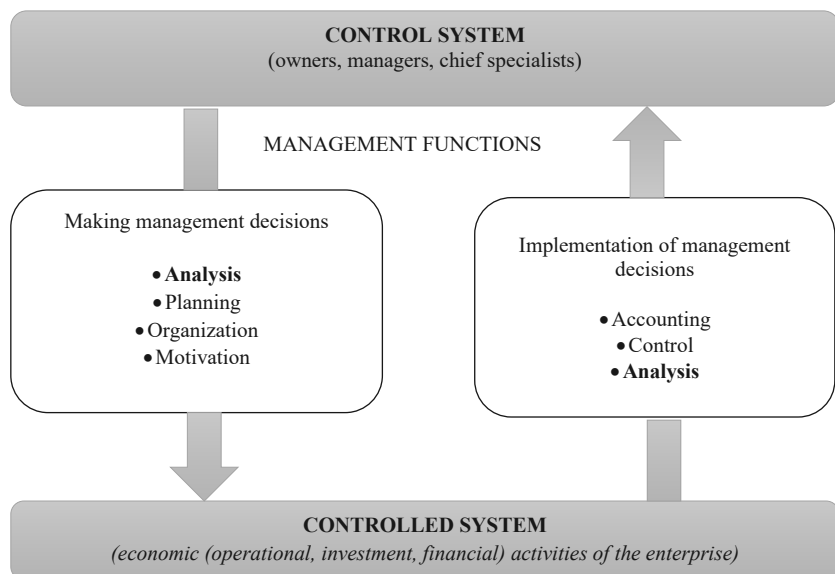 CONTROL SYSTEM
(owners, managers, chief specialists)
MANAGEMENT FUNCTIONS
Making management decisions
• Analysis
• Planning
• Organization
• Motivation
Implementation of management
decisions
• Accounting
• Control
• Analysis
CONTROLLED SYSTEM
(economic (operational, investment, financial) activities of the enterprise)